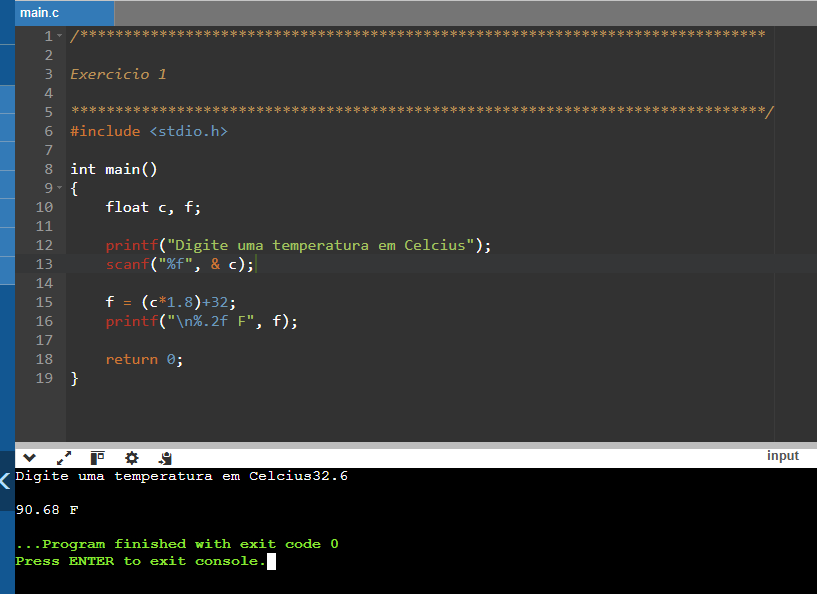 main.c
1 /******************************************************************************
2
3 Exercicio 1
4
5 *******************************************************************************/
6 #include <stdio.h>
7
8 int main()
9 {
10 float c, f;
11
12 printf("Digite uma temperatura em Celcius");
13 scanf("%f", & c);
14
15 f = (c*1.8)+32;
16 printf("\n%.2f F", f);
17
18 return 0;
19 }
input
Digite uma temperatura em Celcius32.6
90.68 F
...Program finished with exit code 0
Press ENTER to exit console.